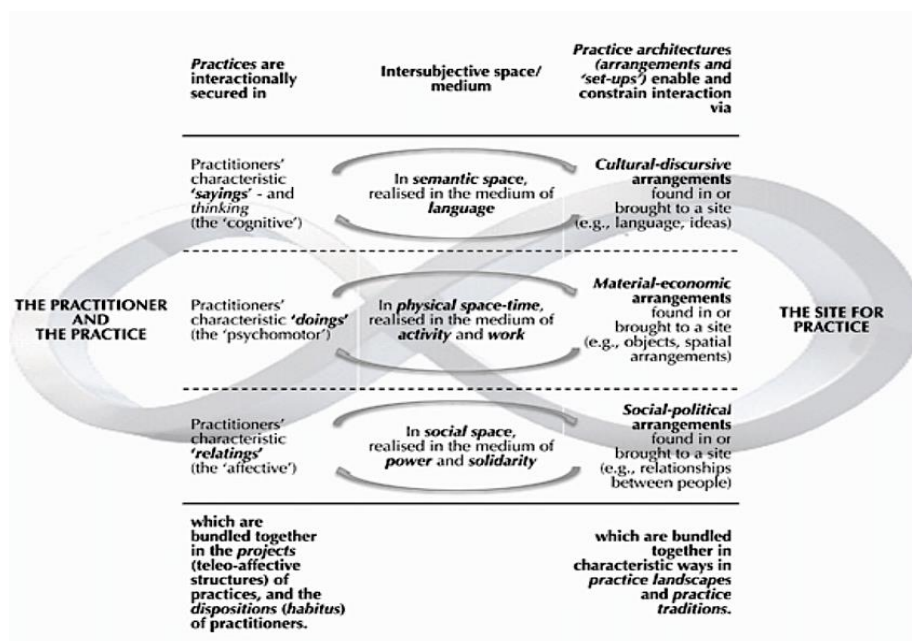 Practices are
interactionally
secured in
Intersubjective space/
medium
Practice architectures
(arrangements and
'set-ups') enable and
constrain interaction
via
THE PRACTITIONER
AND
THE PRACTICE
Practitioners'
characteristic
'sayings' - and
thinking
(the 'cognitive')
In semantic space,
realised in the medium of
language
Cultural-discursive
arrangements
found in or
brought to a site
(e.g., language, ideas)
Practitioners'
characteristic 'doings'
(the 'psychomotor')
In physical space-time,
realised in the medium of
activity and work
Material-economic
arrangements
found in or
brought to a site
(e.g., objects, spatial
arrangements)
Practitioners'
characteristic
'relatings'
(the 'affective')
In social space,
realised in the medium of
power and solidarity
Social-political
arrangements
found in or
brought to a site
(e.g., relationships
between people)
THE SITE FOR
PRACTICE
which are
bundled together
in the projects
(teleo-affective
structures) of
practices, and the
dispositions (habitus)
of practitioners.
which are bundled
together in
characteristic ways in
practice landscapes
and practice
traditions.